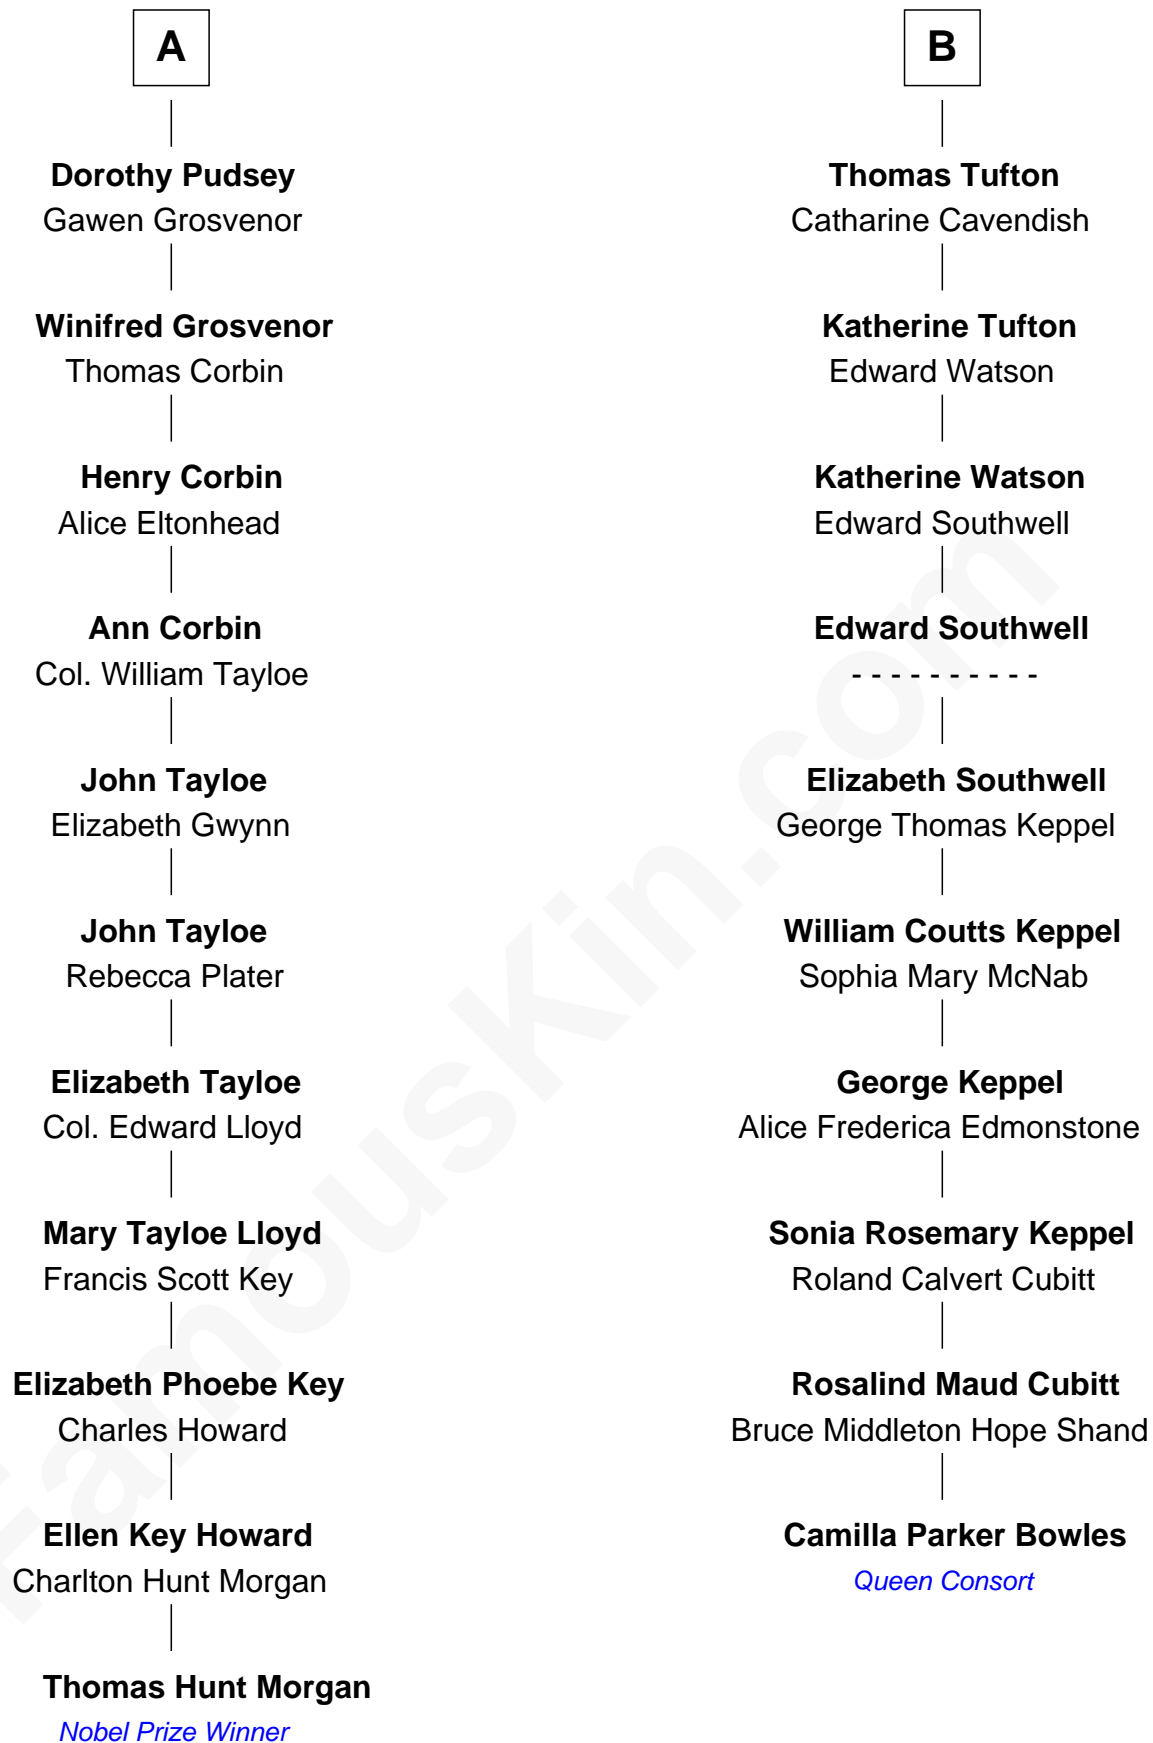 A
Dorothy Pudsey
Gawen Grosvenor
Winifred Grosvenor
Thomas Corbin
Henry Corbin
Alice Eltonhead
Ann Corbin
Col. William Tayloe
John Tayloe
Elizabeth Gwynn
John Tayloe
Rebecca Plater
Elizabeth Tayloe
Col. Edward Lloyd
Mary Tayloe Lloyd
Francis Scott Key
Elizabeth Phoebe Key
Charles Howard
Ellen Key Howard
Charlton Hunt Morgan
Thomas Hunt Morgan
Nobel Prize Winner
B
Thomas Tufton
Catharine Cavendish
Katherine Tufton
Edward Watson
Katherine Watson
Edward Southwell
Edward Southwell
- - - - - - - - - -
Elizabeth Southwell
George Thomas Keppel
William Coutts Keppel
Sophia Mary McNab
George Keppel
Alice Frederica Edmonstone
Sonia Rosemary Keppel
Roland Calvert Cubitt
Rosalind Maud Cubitt
Bruce Middleton Hope Shand
Camilla Parker Bowles
Queen Consort
FamousKin.com